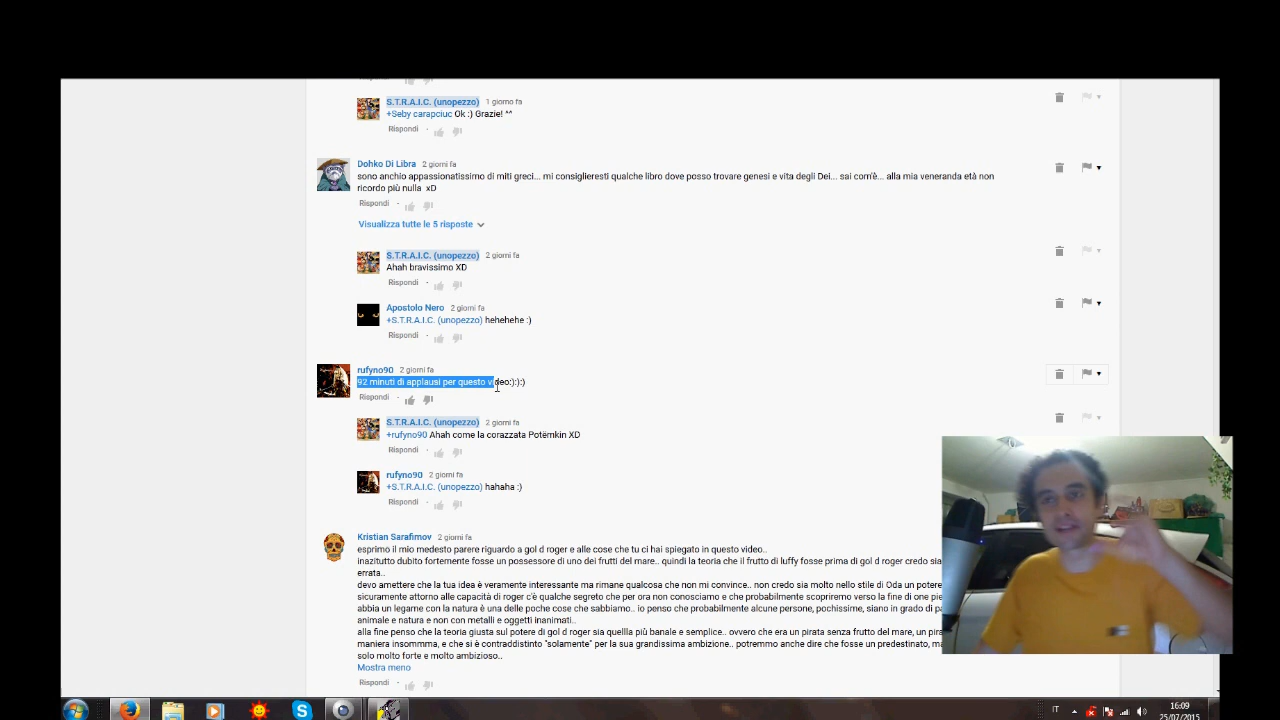 S.T.R.A.I.C. (unopezzo) 1 giorno fa
+Seby carapciuc Ok :) Grazie! ^^
Rispondi ·
Dohko Di Libra 2 giorni fa
sono anchio appassionatissimo di miti greci... mi consiglieresti qualche libro dove posso trovare genesi e vita degli Dei... sai com'è... alla mia veneranda età non
ricordo più nulla xD
Rispondi ·
Visualizza tutte le 5 risposte
S.T.R.A.I.C. (unopezzo) 2 giorni fa
Ahah bravissimo XD
Rispondi ·
Apostolo Nero 2 giorni fa
+S.T.R.A.I.C. (unopezzo) hehehehe :)
Rispondi ·
rufyno90 2 giorni fa
92 minuti di applausi per questo video:):):)
Rispondi ·
S.T.R.A.I.C. (unopezzo) 2 giorni fa
+rufyno90 Ahah come la corazzata Potëmkin XD
Rispondi ·
rufyno90 2 giorni fa
+S.T.R.A.I.C. (unopezzo) hahaha :)
Rispondi ·
Kristian Sarafimov 2 giorni fa
esprimo il mio medesto parere riguardo a gol d roger e alle cose che tu ci hai spiegato in questo video..
inazitutto dubito fortemente fosse un possessore di uno dei frutti del mare.. quindi la teoria che il frutto di luffy fosse prima di gol d roger credo sia
errata..
devo amettere che la tua idea è veramente interessante ma rimane qualcosa che non mi convince.. non credo sia molto nello stile di Oda un potere
sicuramente attorno alle capacità di roger c'è qualche segreto che per ora non conosciamo e che probabilmente scopriremo verso la fine di one
abbia un legame con la natura è una delle poche cose che sabbiamo.. io penso che probabilmente alcune persone, pochissime, siano in grado di
animale e natura e non con metalli e oggetti inanimati..
alla fine penso che la teoria giusta sul potere di gol d roger sia quellla più banale e semplice.. ovvero che era un pirata senza frutto del mare, un
maniera insommma, e che si è contraddistinto "solamente" per la sua grandissima ambizione.. potremmo anche dire che fosse un predestinato,
solo molto forte e molto ambizioso..
Mostra meno
Rispondi ·
IT
16:09
25/07/2015